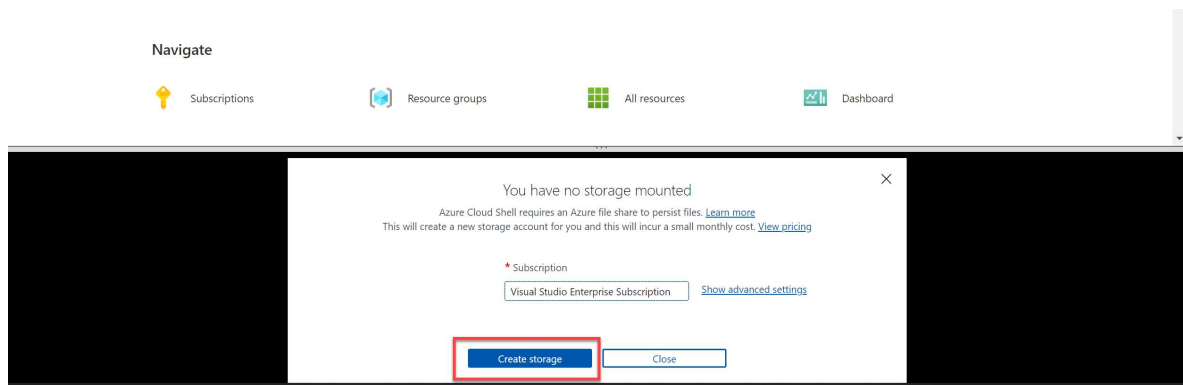 Navigate
Subscriptions
Resource groups
All resources
Dashboard
You have no storage mounted
Azure Cloud Shell requires an Azure file share to persist files. Learn more
This will create a new storage account for you and this will incur a small monthly cost. View pricing
* Subscription
Visual Studio Enterprise Subscription
Show advanced settings
Create storage
Close